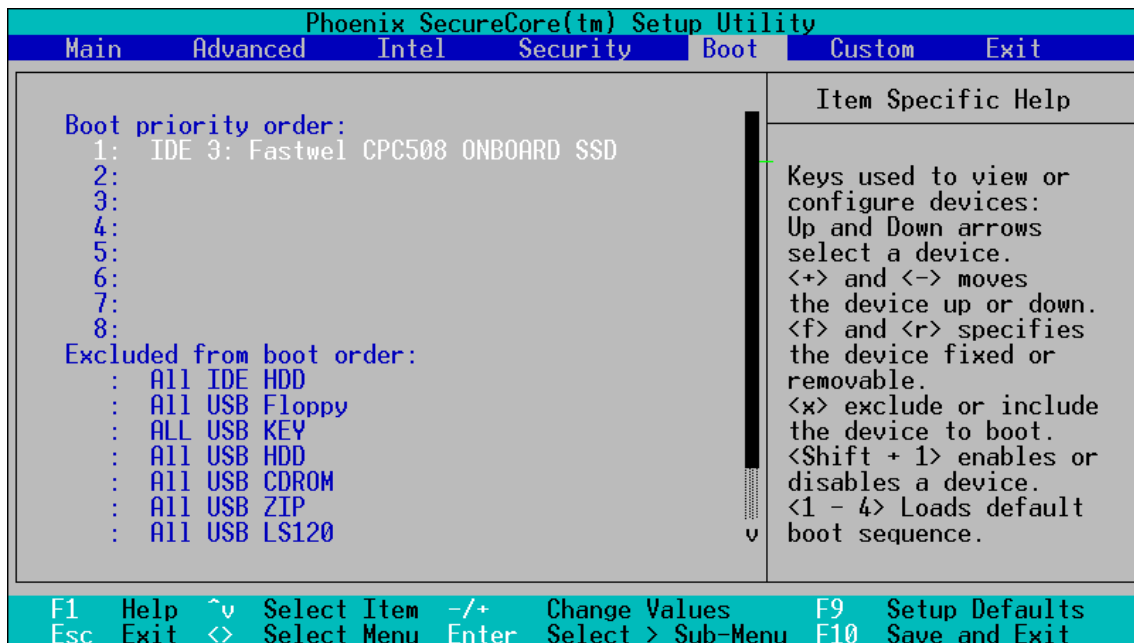 Phoenix SecureCore(tm) Setup Utility
Main Advanced Intel Security Boot Custom Exit
Boot priority order:
1: IDE 3: Fastwel CPC508 ONBOARD SSD
2:
3:
4:
5:
6:
7:
8:
Excluded from boot order:
: All IDE HDD
: All USB Floppy
: ALL USB KEY
: All USB HDD
: All USB CDROM
: All USB ZIP
: All USB LS120
v
Item Specific Help
Keys used to view or
configure devices:
Up and Down arrows
select a device.
<+> and <-> moves
the device up or down.
<f> and <r> specifies
the device fixed or
removable.
<x> exclude or include
the device to boot.
<Shift + 1> enables or
disables a device.
<1 - 4> Loads default
boot sequence.
F1 Help ^v Select Item -/+ Change Values F9 Setup Defaults
Esc Exit <> Select Menu Enter Select > Sub-Menu F10 Save and Exit